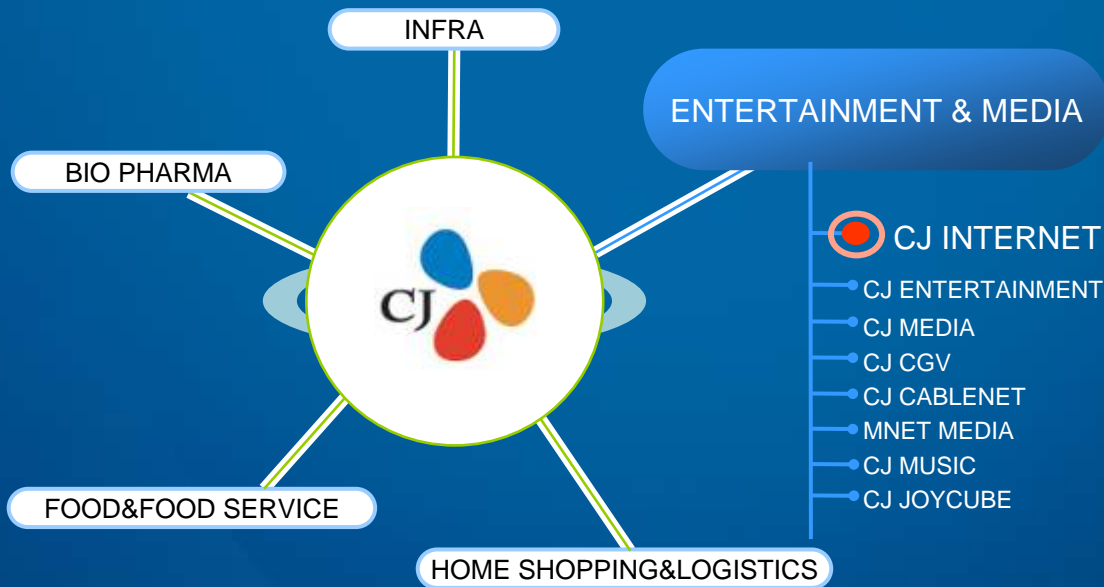 INFRA
ENTERTAINMENT & MEDIA
BIO PHARMA
CJ
CJ INTERNET
CJ ENTERTAINMENT
CJ MEDIA
CJ CGV
CJ CABLENET
MNET MEDIA
CJ MUSIC
CJ JOYCUBE
FOOD&FOOD SERVICE
HOME SHOPPING&LOGISTICS